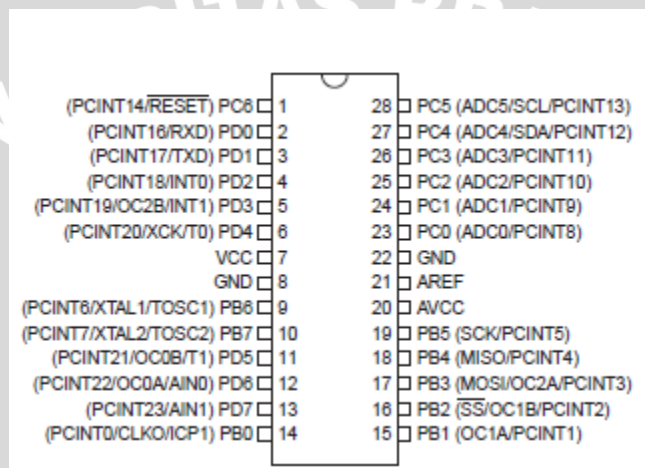 (PCINT14/RESET) PC6 1 28 PC5 (ADC5/SCL/PCINT13)
(PCINT16/RXD) PD0 2 27 PC4 (ADC4/SDA/PCINT12)
(PCINT17/TXD) PD1 3 26 PC3 (ADC3/PCINT11)
(PCINT18/INT0) PD2 4 25 PC2 (ADC2/PCINT10)
(PCINT19/OC2B/INT1) PD3 5 24 PC1 (ADC1/PCINT9)
(PCINT20/XCK/T0) PD4 6 23 PC0 (ADC0/PCINT8)
VCC 7 22 GND
GND 8 21 AREF
(PCINT6/XTAL1/TOSC1) PB6 9 20 AVCC
(PCINT7/XTAL2/TOSC2) PB7 10 19 PB5 (SCK/PCINT5)
(PCINT21/OC0B/T1) PD5 11 18 PB4 (MISO/PCINT4)
(PCINT22/OC0A/AIN0) PD6 12 17 PB3 (MOSI/OC2A/PCINT3)
(PCINT23/AIN1) PD7 13 16 PB2 (SS/OC1B/PCINT2)
(PCINT0/CLKO/ICP1) PB0 14 15 PB1 (OC1A/PCINT1)